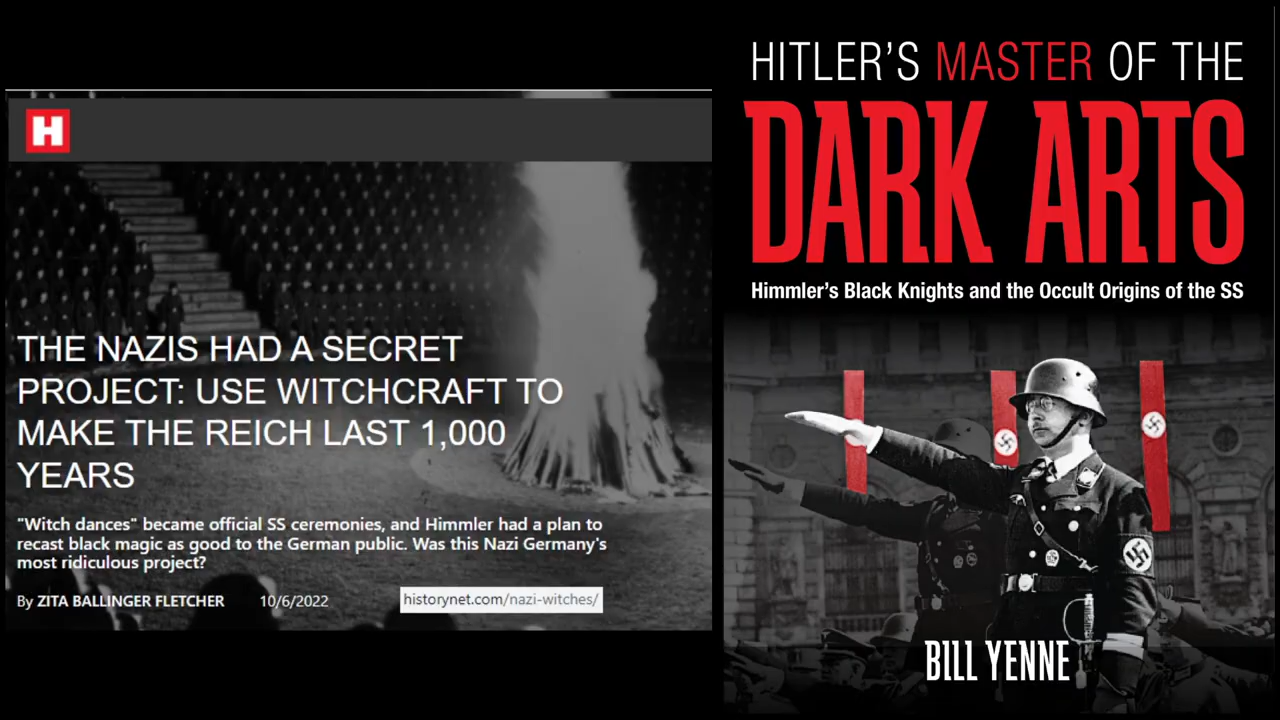 H
THE NAZIS HAD A SECRET
PROJECT: USE WITCHCRAFT TO
MAKE THE REICH LAST 1,000
YEARS
"Witch dances" became official SS ceremonies, and Himmler had a plan to
recast black magic as good to the German public. Was this Nazi Germany's
most ridiculous project?
By ZITA BALLINGER FLETCHER 10/6/2022
historynet.com/nazi-witches/
HITLER'S MASTER OF THE
DARK ARTS
Himmler's Black Knights and the Occult Origins of the SS
BILL YENNE